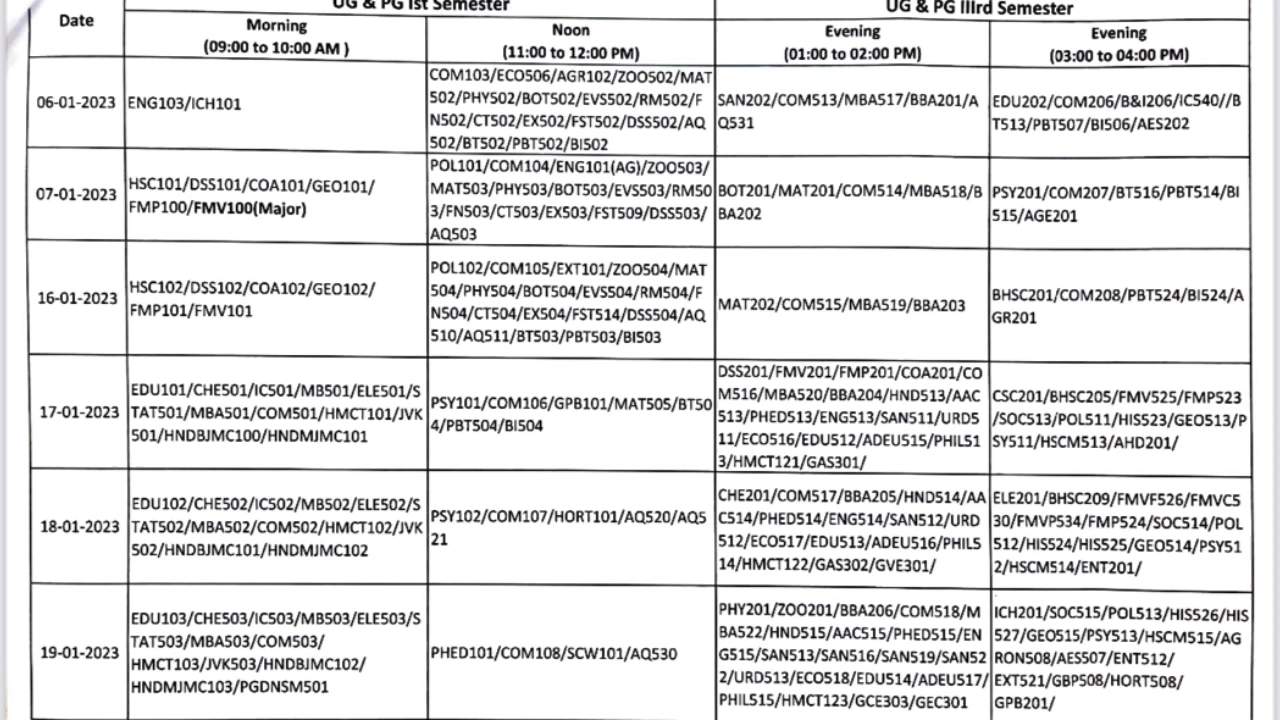 UG & PG Ist Semester
UG & PG IIIrd Semester
Date
Morning
(09:00 to 10:00 AM )
Noon
(11:00 to 12:00 PM)
Evening
(01:00 to 02:00 PM)
Evening
(03:00 to 04:00 PM)
06-01-2023
ENG103/ICH101
COM103/ECO506/AGR102/ZOO502/MAT
502/PHY502/BOT502/EVS502/RM502/F
N502/CT502/EX502/FST502/DSS502/AQ
502/BT502/PBT502/BI502
SAN202/COM513/MBA517/BBA201/A
Q531
EDU202/COM206/B&I206/IC540//B
T513/PBT507/BI506/AES202
07-01-2023
HSC101/DSS101/COA101/GEO101/
FMP100/FMV100(Major)
POL101/COM104/ENG101(AG)/ZOO503/
MAT503/PHY503/BOT503/EVS503/RM50
3/FN503/CT503/EX503/FST509/DSS503/
AQ503
BOT201/MAT201/COM514/MBA518/B
BA202
PSY201/COM207/BT516/PBT514/BI
515/AGE201
16-01-2023
HSC102/DSS102/COA102/GEO102/
FMP101/FMV101
POL102/COM105/EXT101/ZOO504/MAT
504/PHY504/BOT504/EVS504/RM504/F
N504/CT504/EX504/FST514/DSS504/AQ
510/AQ511/BT503/PBT503/BI503
MAT202/COM515/MBA519/BBA203
BHSC201/COM208/PBT524/BI524/A
GR201
17-01-2023
EDU101/CHE501/IC501/MB501/ELE501/S
TAT501/MBA501/COM501/HMCT101/JVK
501/HNDBJMC100/HNDMJMC101
PSY101/COM106/GPB101/MAT505/BT50
4/PBT504/BI504
DSS201/FMV201/FMP201/COA201/CO
M516/MBA520/BBA204/HND513/AAC
513/PHED513/ENG513/SAN511/URD5
11/ECO516/EDU512/ADEU515/PHIL51
3/HMCT121/GAS301/
CSC201/BHSC205/FMV525/FMP523
/SOC513/POL511/HIS523/GEO513/P
SY511/HSCM513/AHD201/
18-01-2023
EDU102/CHE502/IC502/MB502/ELE502/S
TAT502/MBA502/COM502/HMCT102/JVK
502/HNDBJMC101/HNDMJMC102
PSY102/COM107/HORT101/AQ520/AQ5
21
CHE201/COM517/BBA205/HND514/AA
C514/PHED514/ENG514/SAN512/URD
512/ECO517/EDU513/ADEU516/PHIL5
14/HMCT122/GAS302/GVE301/
ELE201/BHSC209/FMVF526/FMVC5
30/FMVP534/FMP524/SOC514/POL
512/HIS524/HIS525/GEO514/PSY51
2/HSCM514/ENT201/
19-01-2023
EDU103/CHE503/IC503/MB503/ELE503/S
TAT503/MBA503/COM503/
HMCT103/JVK503/HNDBJMC102/
HNDMJMC103/PGDNSM501
PHED101/COM108/SCW101/AQ530
PHY201/ZOO201/BBA206/COM518/M
BA522/HND515/AAC515/PHED515/EN
G515/SAN513/SAN516/SAN519/SAN52
2/URD513/ECO518/EDU514/ADEU517/
PHIL515/HMCT123/GCE303/GEC301
ICH201/SOC515/POL513/HIS526/HIS
527/GEO515/PSY513/HSCM515/AG
RON508/AES507/ENT512/
EXT521/GBP508/HORT508/
GPB201/